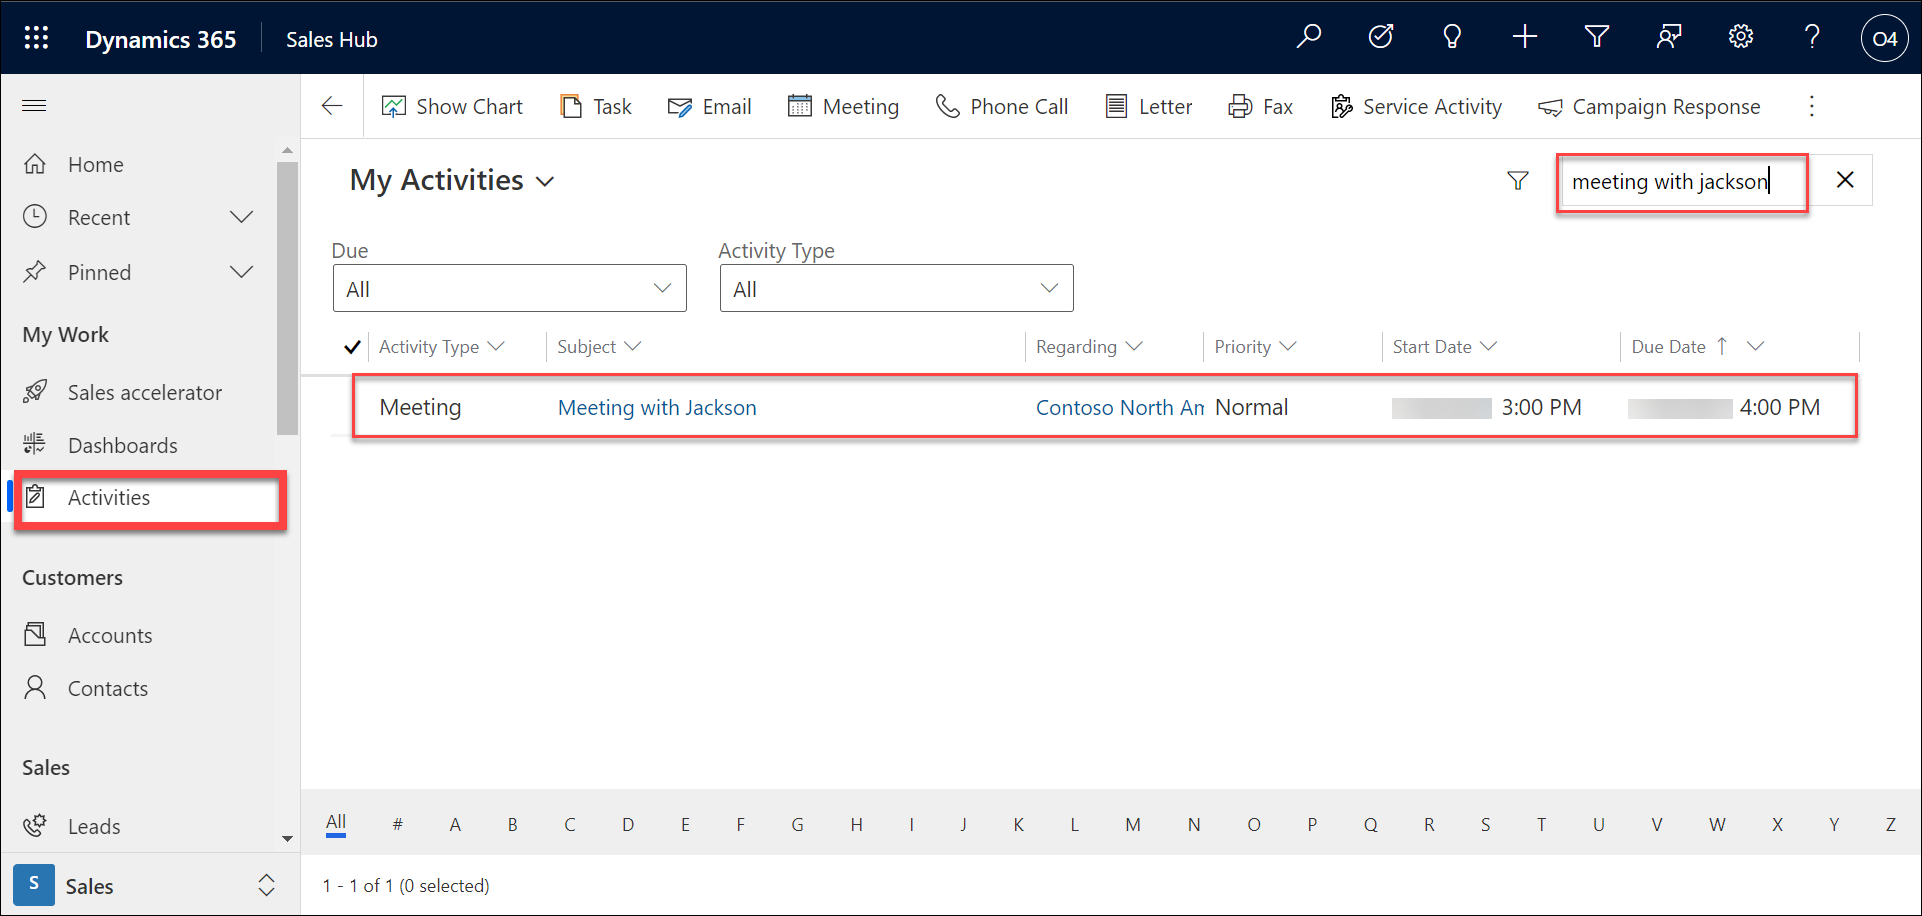 Dynamics 365 Sales Hub O4
Show Chart Task Email Meeting Phone Call Letter Fax Service Activity Campaign Response
Home
Recent
Pinned
My Work
Sales accelerator
Dashboards
Activities
Customers
Accounts
Contacts
Sales
Leads
S Sales
My Activities meeting with jackson
Due Activity Type
All All
Activity Type Subject Regarding Priority Start Date Due Date
Meeting Meeting with Jackson Contoso North Am Normal 3:00 PM 4:00 PM
All # A B C D E F G H I J K L M N O P Q R S T U V W X Y Z
1 - 1 of 1 (0 selected)